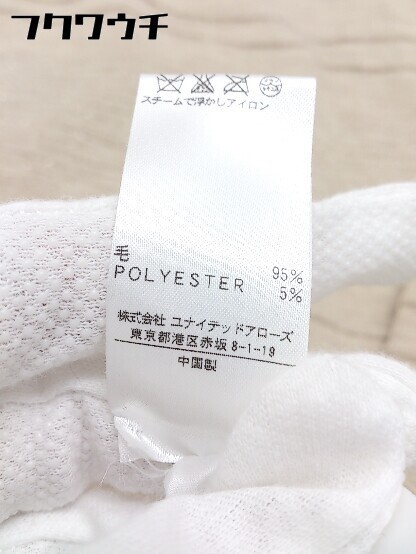 フクワウチ
スチームで浮かしアイロン
毛 95%
POLYESTER 5%
株式会社 ユナイテッドアローズ
東京都港区赤坂 8-1-19
中国製